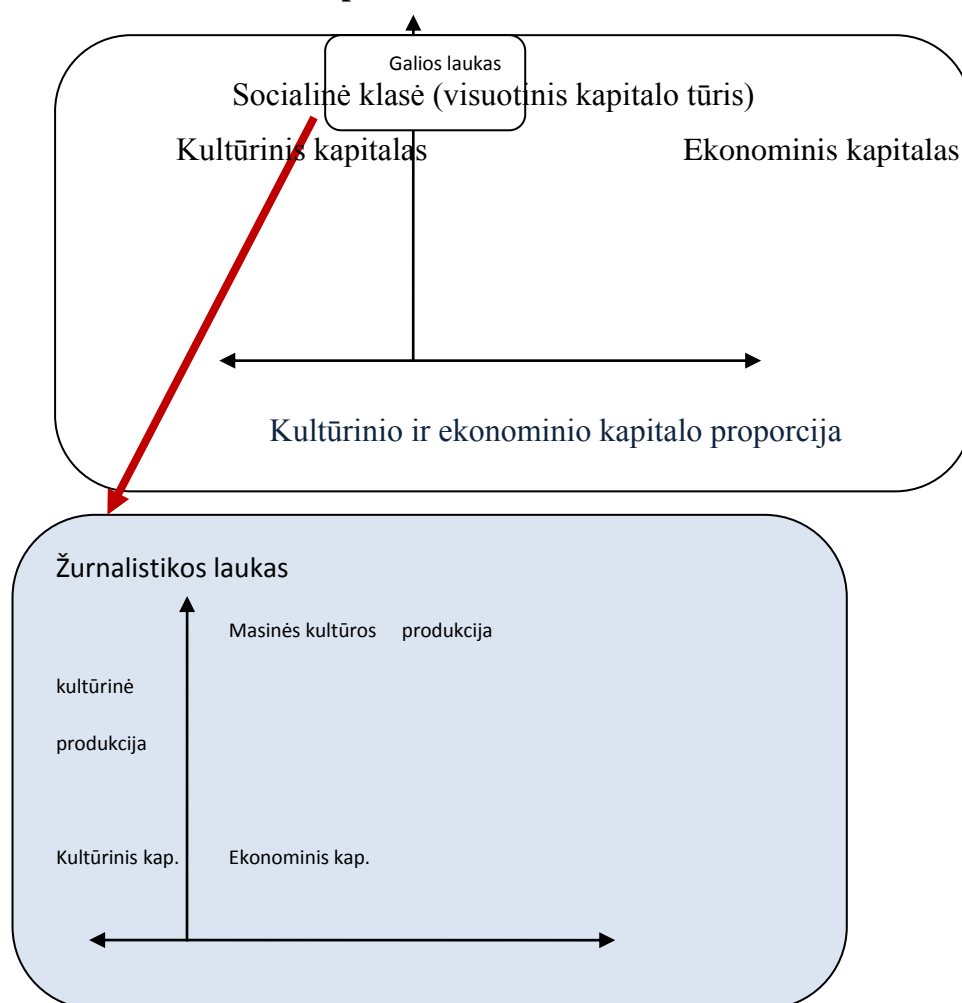 Galios laukas
Socialinė klasė (visuotinis kapitalo tūris)
Kultūrinis kapitalas Ekonominis kapitalas
Kultūrinio ir ekonominio kapitalo proporcija
Žurnalistikos laukas
Masinės kultūros produkcija
kultūrinė
produkcija
Kultūrinis kap. Ekonominis kap.